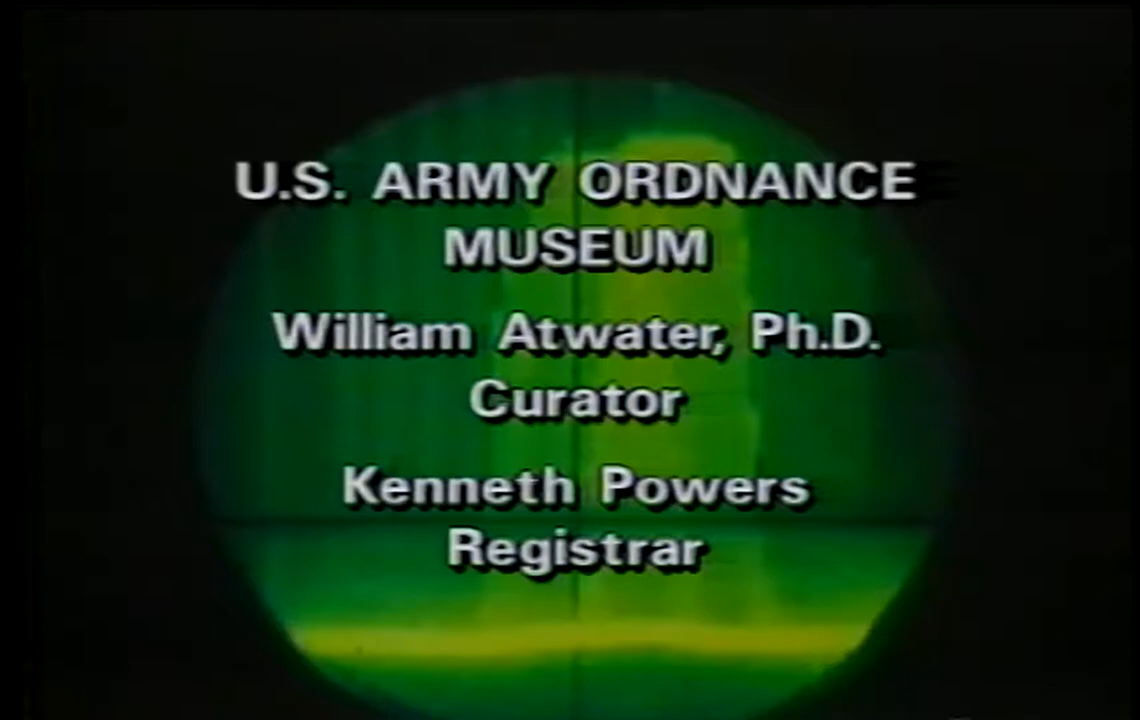 U.S. ARMY ORDNANCE
MUSEUM
William Atwater, Ph.D.
Curator
Kenneth Powers
Registrar